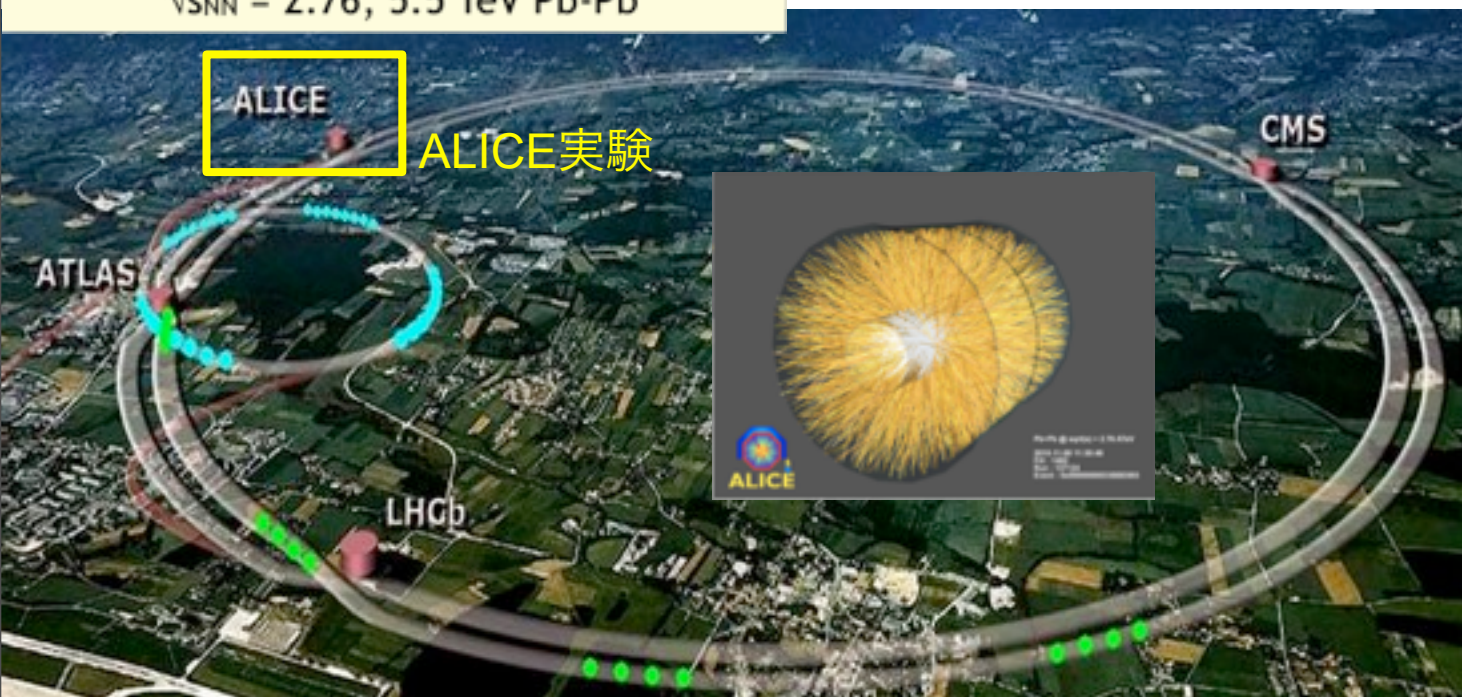 √sNN = 2.76, 5.5 TeV Pb-Pb
ALICE
ALICE実験
CMS
ATLAS
ALICE
LHCb